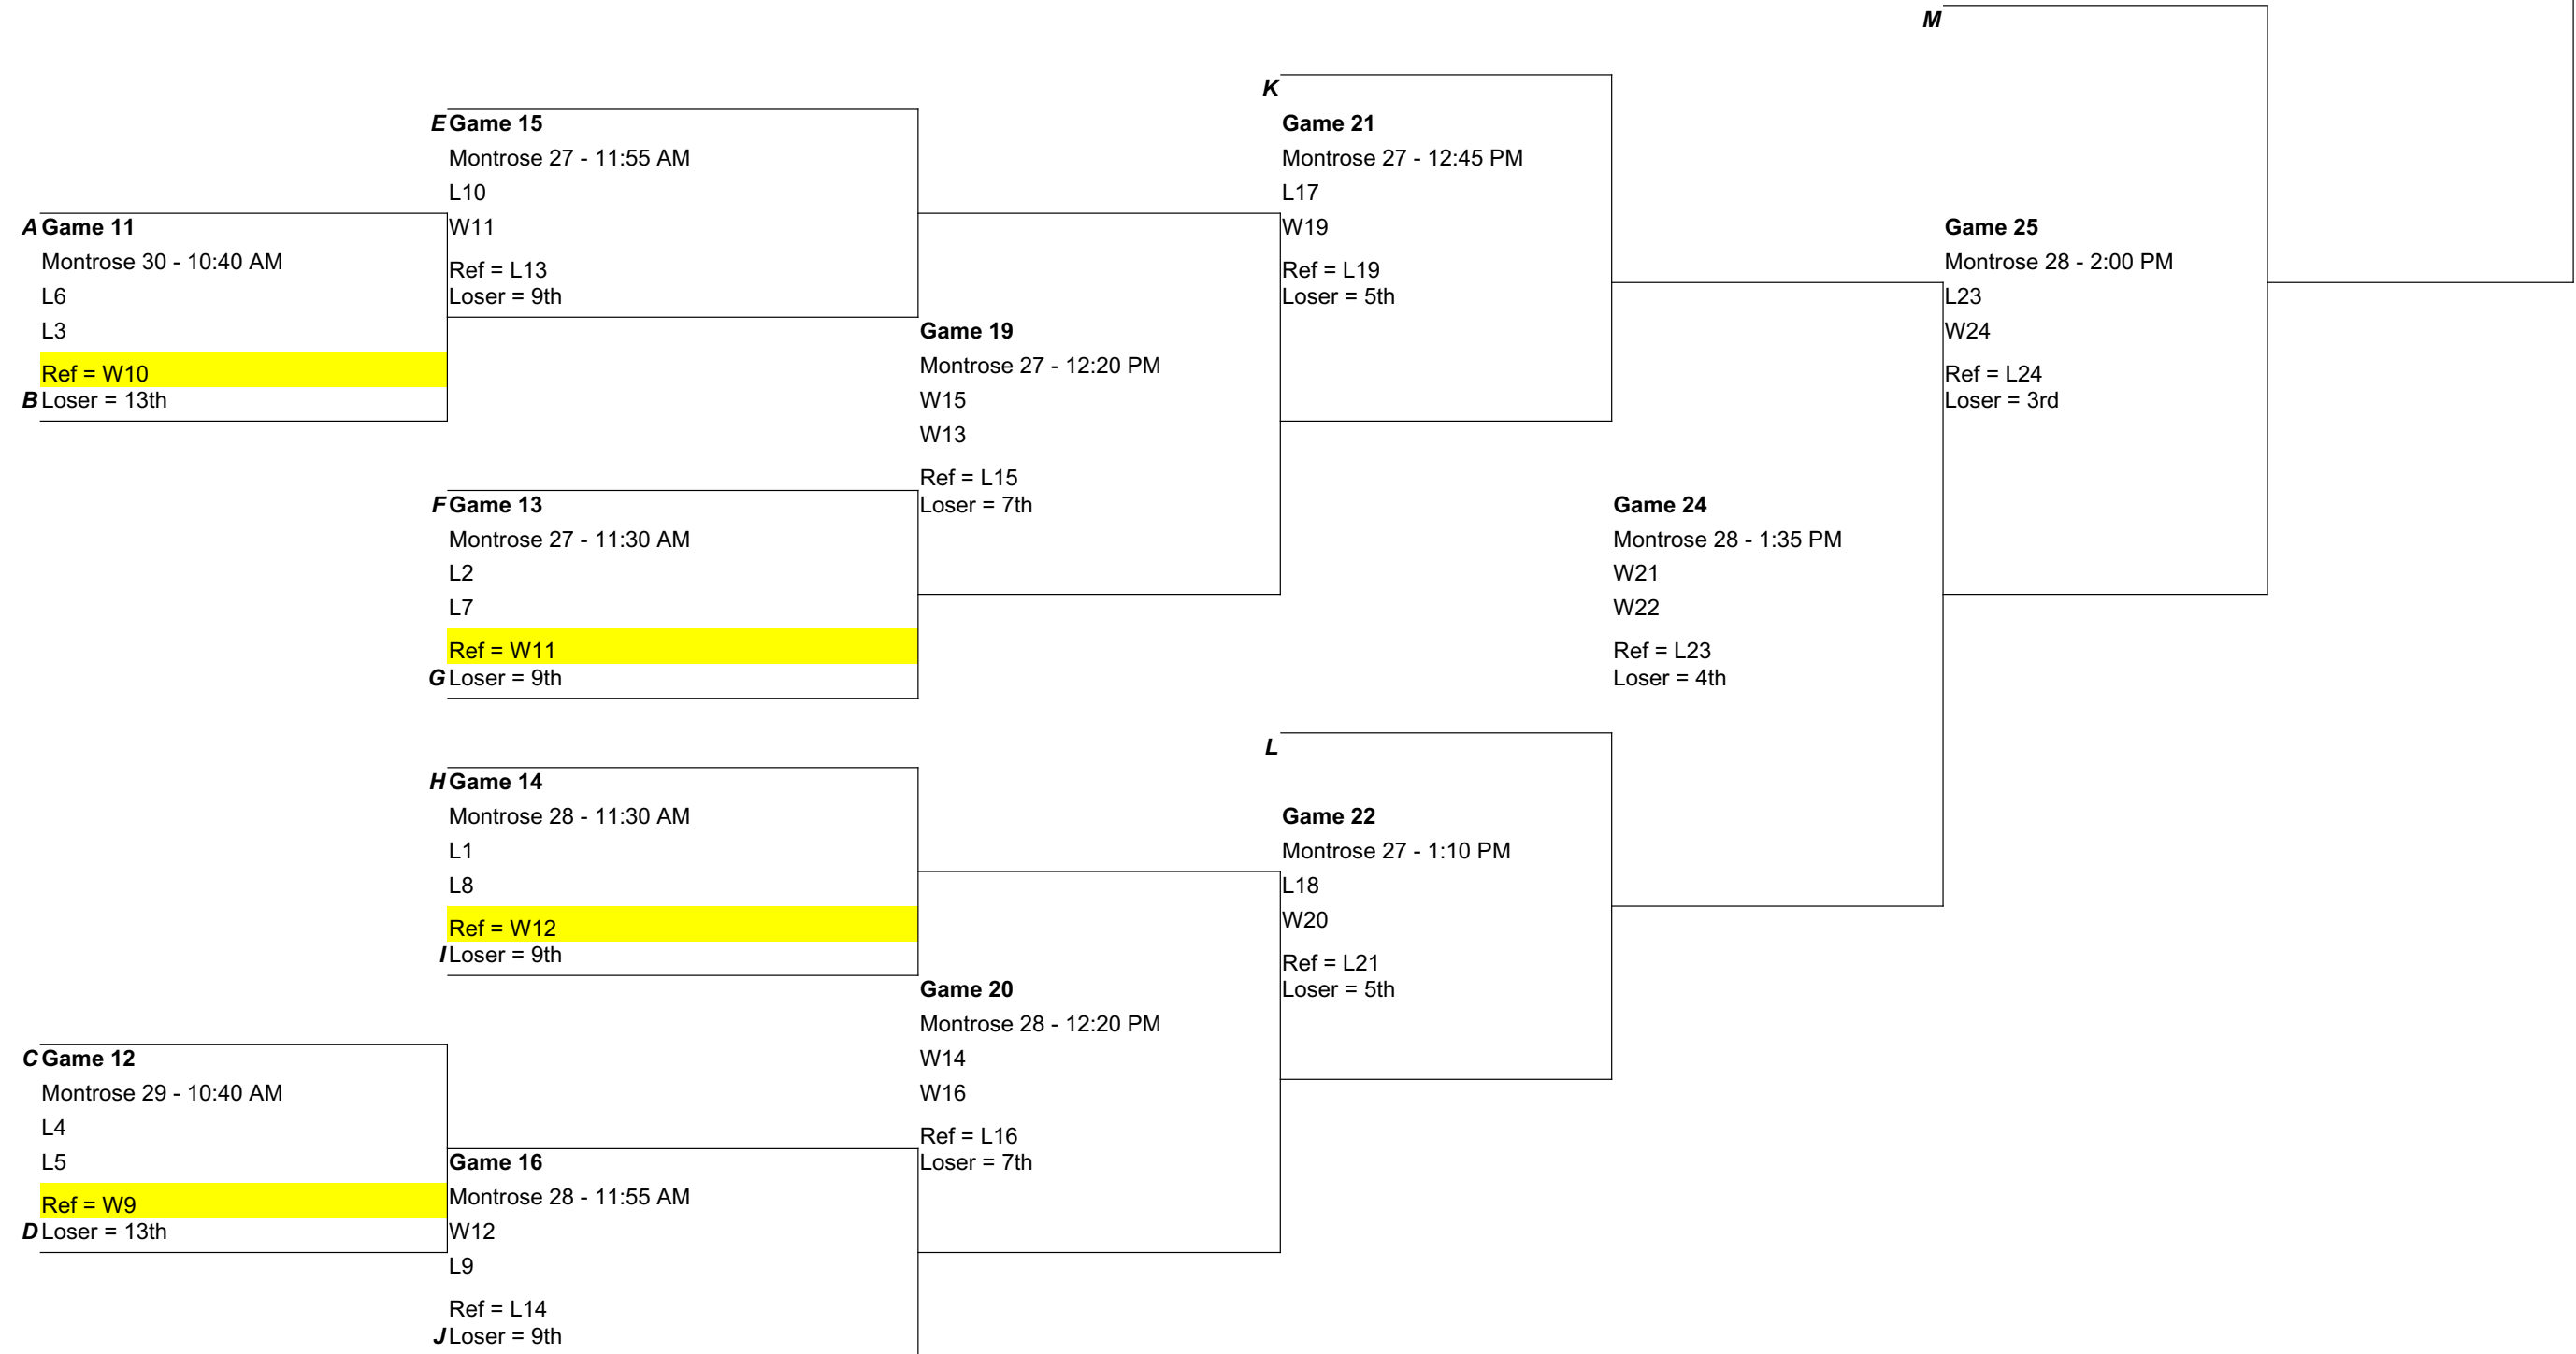 M
K
E Game 15
Montrose 27 - 11:55 AM
L10
W11
Ref = L13
Loser = 9th
Game 21
Montrose 27 - 12:45 PM
L17
W19
Ref = L19
Loser = 5th
A Game 11
Montrose 30 - 10:40 AM
L6
L3
Ref = W10
B Loser = 13th
Game 25
Montrose 28 - 2:00 PM
L23
W24
Ref = L24
Loser = 3rd
Game 19
Montrose 27 - 12:20 PM
W15
W13
Ref = L15
Loser = 7th
F Game 13
Montrose 27 - 11:30 AM
L2
L7
Ref = W11
G Loser = 9th
Game 24
Montrose 28 - 1:35 PM
W21
W22
Ref = L23
Loser = 4th
L
H Game 14
Montrose 28 - 11:30 AM
L1
L8
Ref = W12
I Loser = 9th
Game 22
Montrose 27 - 1:10 PM
L18
W20
Ref = L21
Loser = 5th
Game 20
Montrose 28 - 12:20 PM
W14
W16
Ref = L16
Loser = 7th
C Game 12
Montrose 29 - 10:40 AM
L4
L5
Ref = W9
D Loser = 13th
Game 16
Montrose 28 - 11:55 AM
W12
L9
Ref = L14
J Loser = 9th